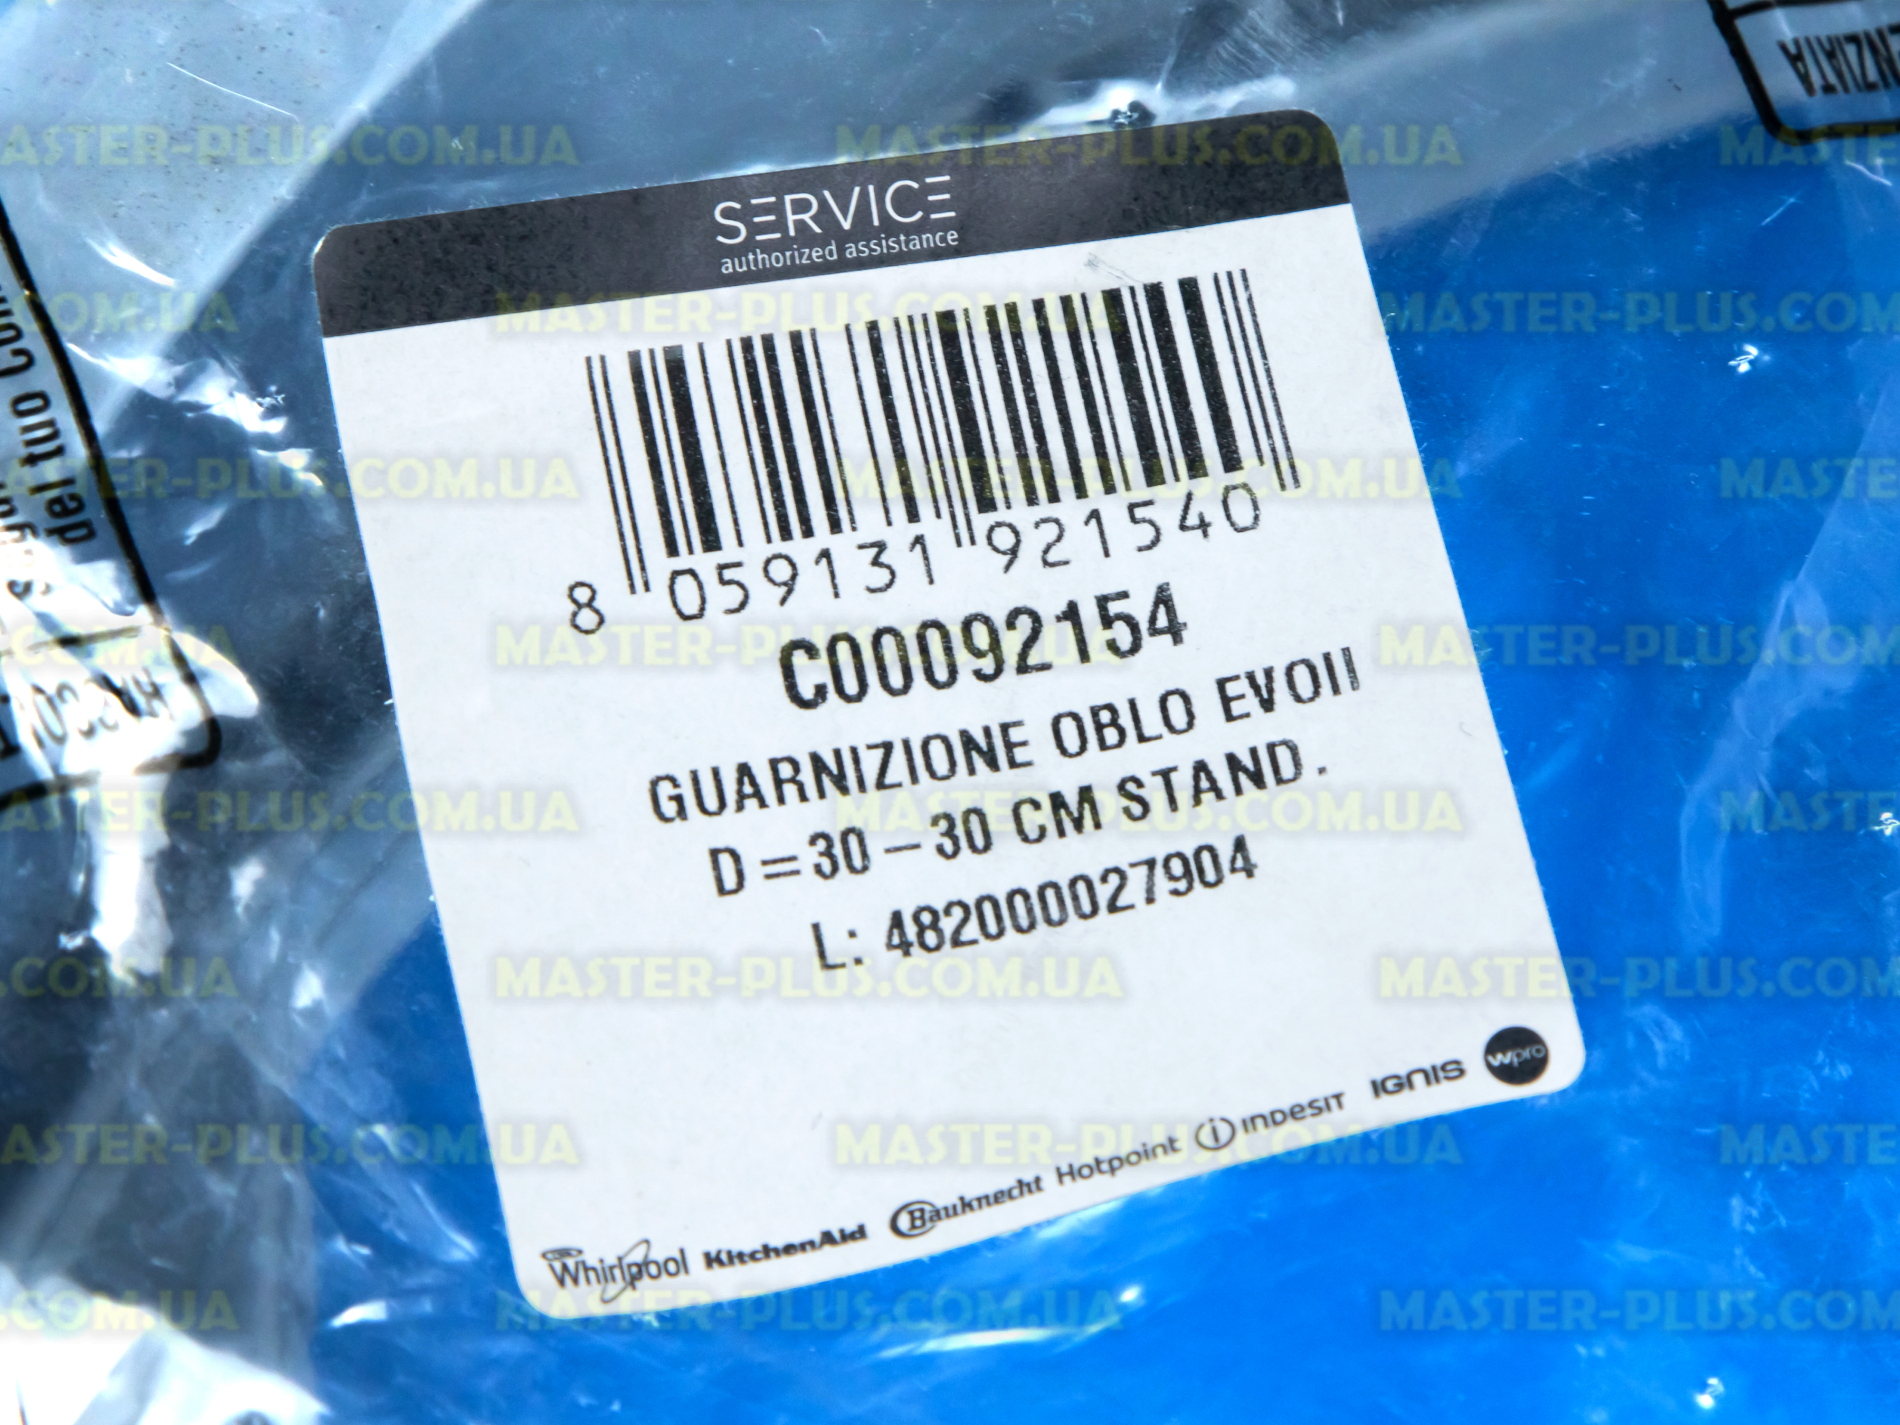 SERVICE
authorized assistance
8 059131 921540
C00092154
GUARNIZIONE OBLO EVOII
D=30-30 CM STAND.
L: 482000027904
Whirlpool KitchenAid Bauknecht Hotpoint indesit IGNIS wpro
del tuo
MASTER-PLUS.COM.UA